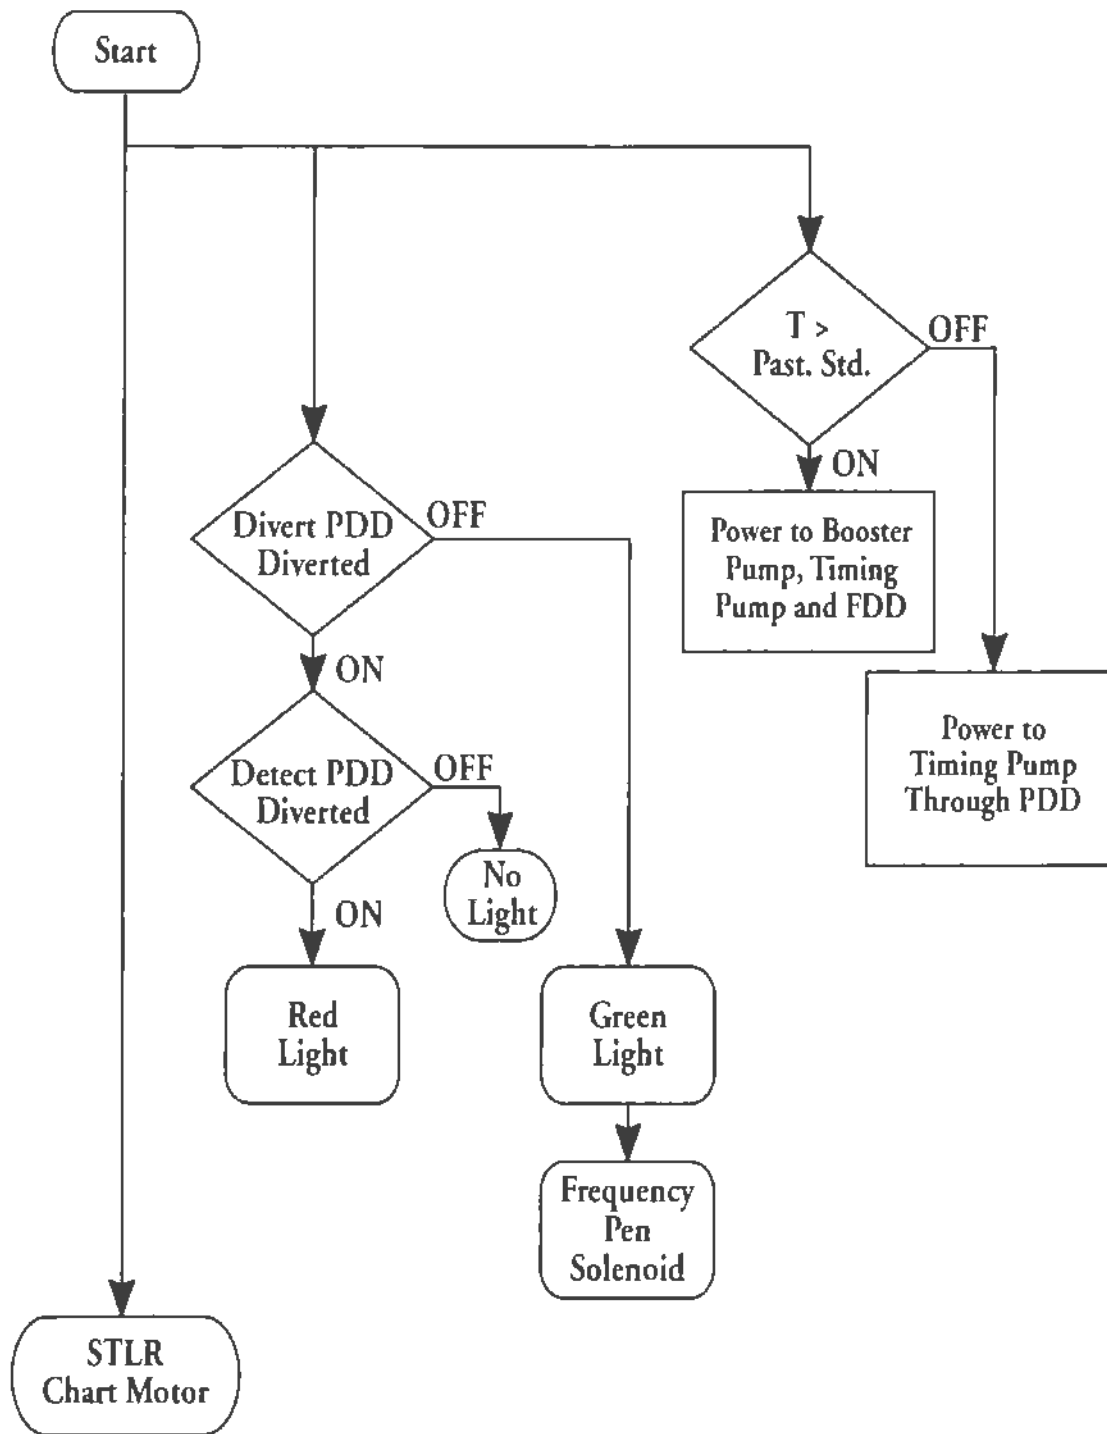 Start
T >
Past. Std.
OFF
ON
Power to Booster
Pump, Timing
Pump and FDD
Divert PDD
Diverted
OFF
ON
Power to
Timing Pump
Through PDD
Detect PDD
Diverted
OFF
ON
No
Light
Red
Light
Green
Light
Frequency
Pen
Solenoid
STLR
Chart Motor